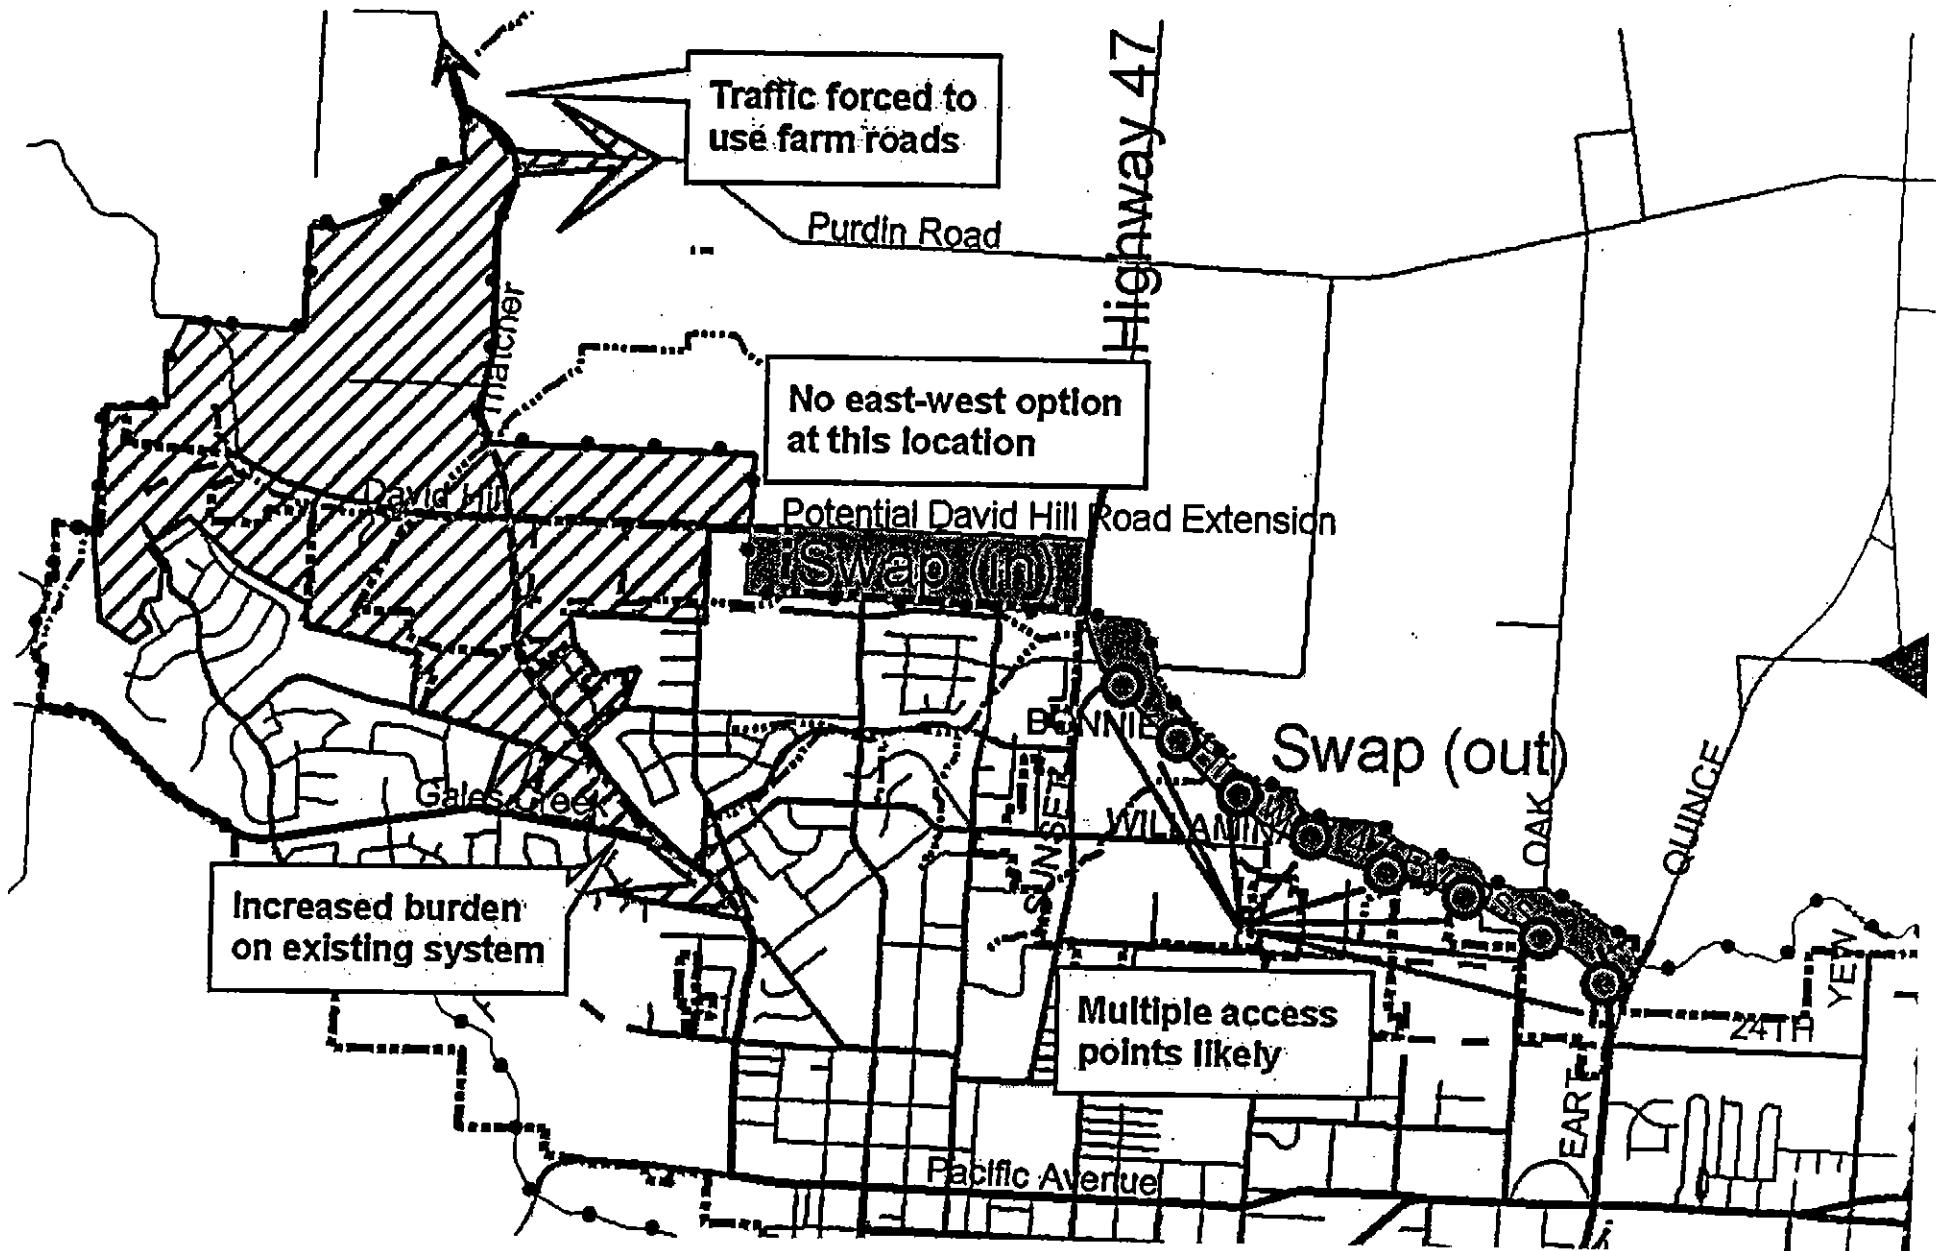 Highway 47
Traffic forced to
use farm roads
Purdin Road
Thatcher
No east-west option
at this location
David Hill
Potential David Hill Road Extension
Swap (in)
BONNIE
Swap (out)
SUNSET
WILLAMIN
OAK
QUINCE
Gales Creek
Increased burden
on existing system
Multiple access
points likely
YEW
24TH
EART
Pacific Avenue